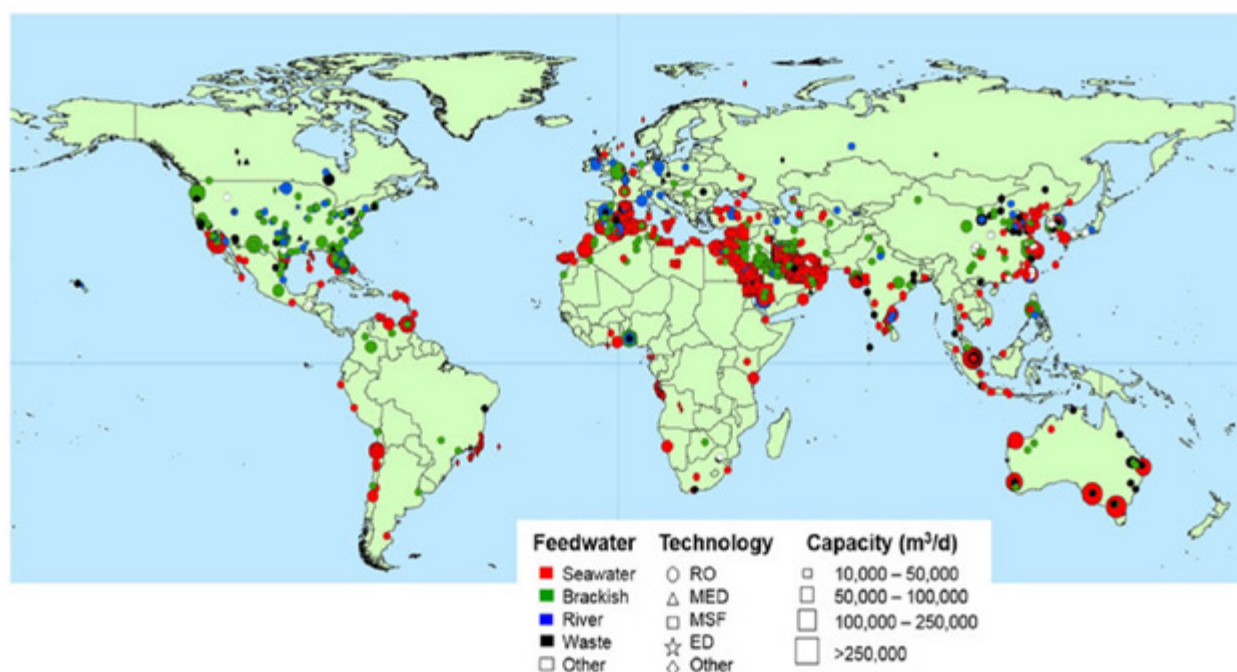 Feedwater Technology Capacity (m³/d)
Seawater RO 10,000 – 50,000
Brackish MED 50,000 – 100,000
River MSF 100,000 – 250,000
Waste ED >250,000
Other Other